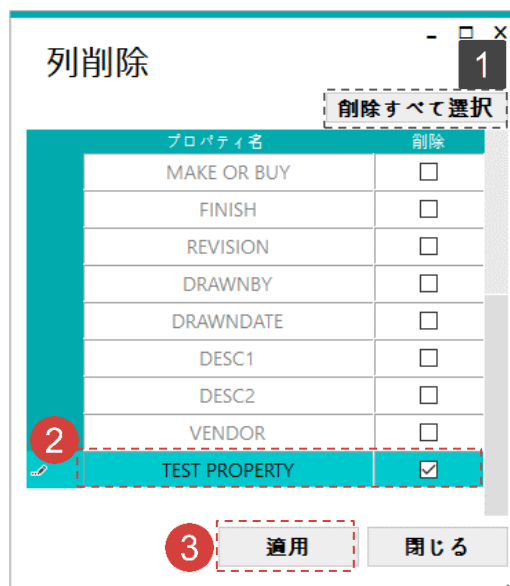 列削除
1
削除すべて選択
プロパティ名 削除
MAKE OR BUY
FINISH
REVISION
DRAWNBY
DRAWNDATE
DESC1
DESC2
VENDOR
2
TEST PROPERTY
3 適用 閉じる